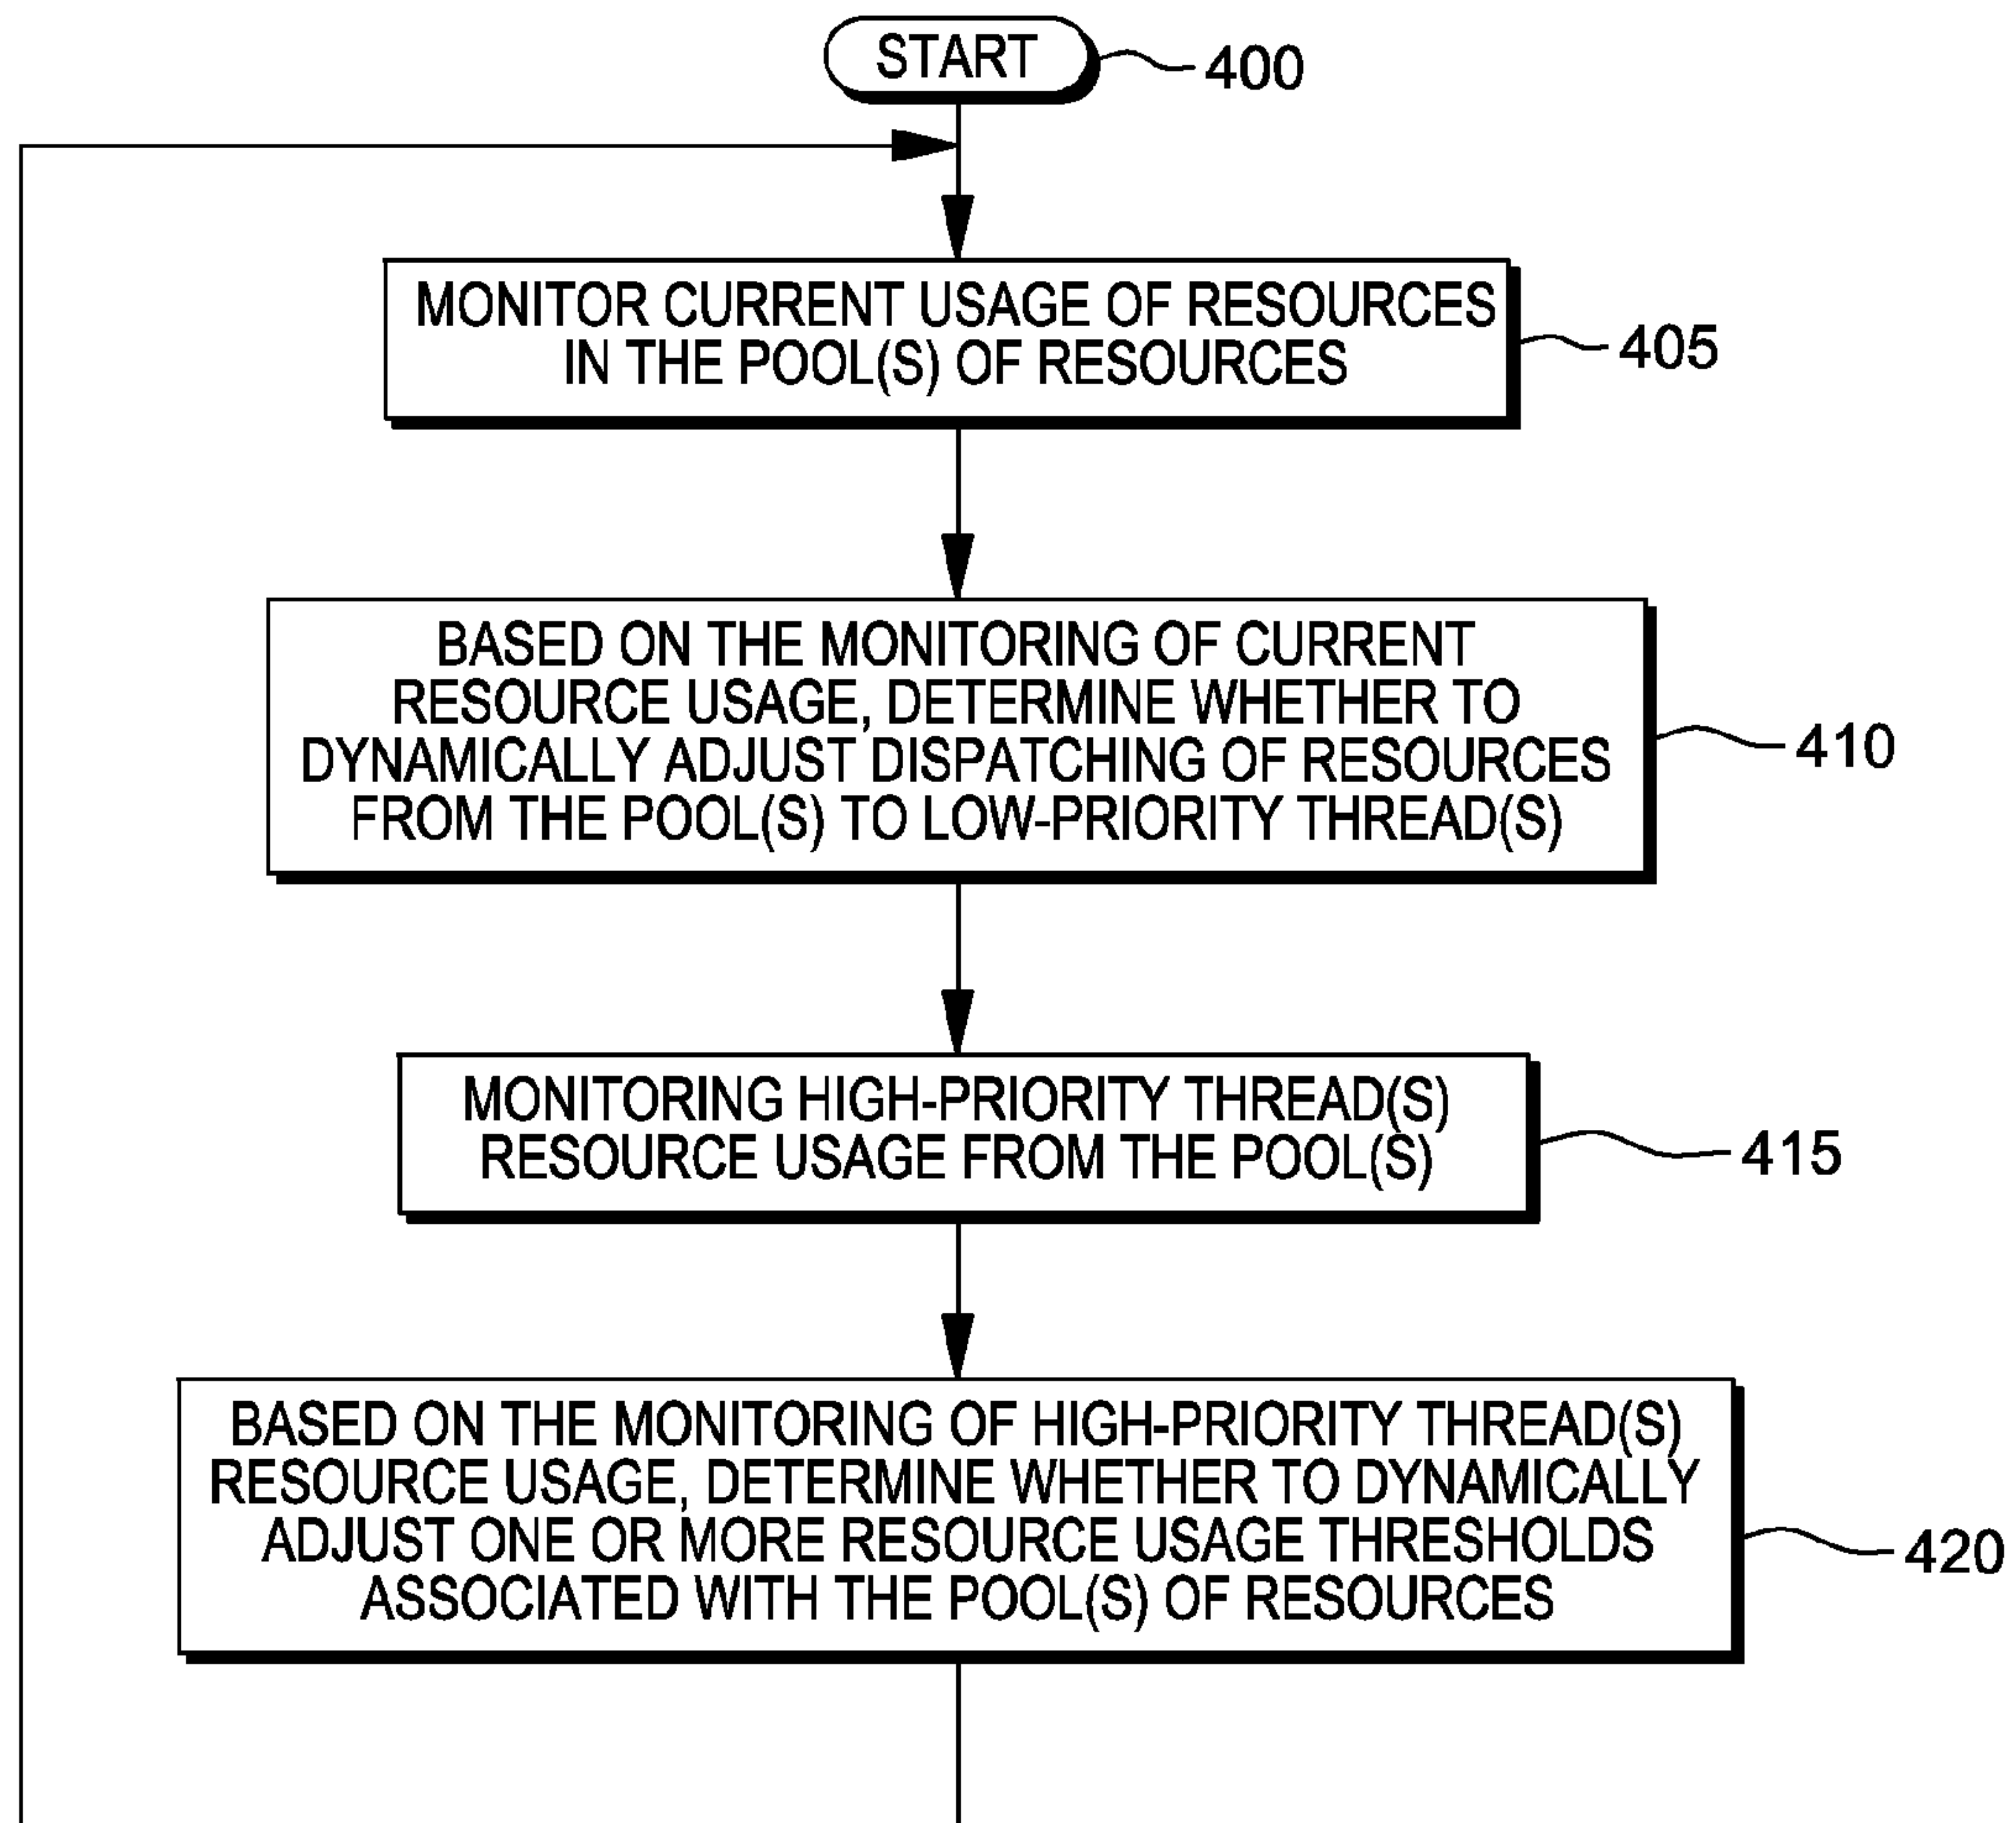 START
400
MONITOR CURRENT USAGE OF RESOURCES
IN THE POOL(S) OF RESOURCES
405
BASED ON THE MONITORING OF CURRENT
RESOURCE USAGE, DETERMINE WHETHER TO
DYNAMICALLY ADJUST DISPATCHING OF RESOURCES
FROM THE POOL(S) TO LOW-PRIORITY THREAD(S)
410
MONITORING HIGH-PRIORITY THREAD(S)
RESOURCE USAGE FROM THE POOL(S)
415
BASED ON THE MONITORING OF HIGH-PRIORITY THREAD(S)
RESOURCE USAGE, DETERMINE WHETHER TO DYNAMICALLY
ADJUST ONE OR MORE RESOURCE USAGE THRESHOLDS
ASSOCIATED WITH THE POOL(S) OF RESOURCES
420